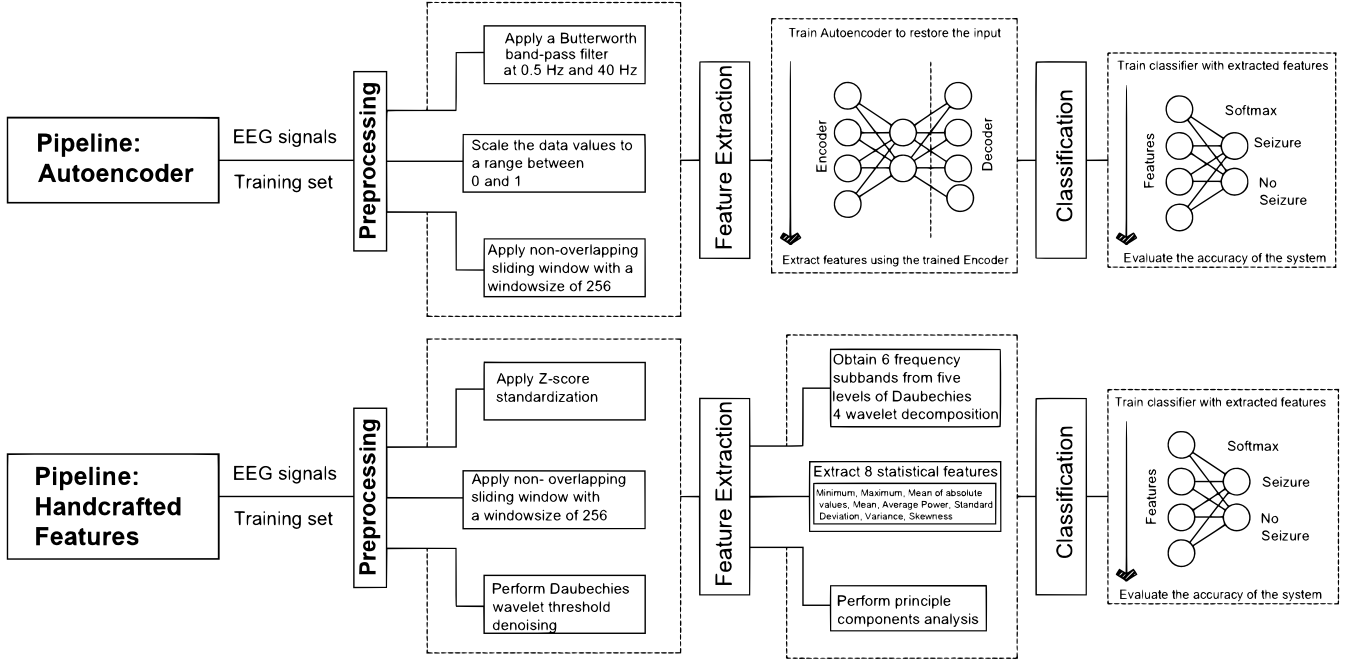 Pipeline:
Autoencoder
EEG signals
Training set
Preprocessing
Apply a Butterworth
band-pass filter
at 0.5 Hz and 40 Hz
Scale the data values to
a range between
0 and 1
Apply non-overlapping
sliding window with a
windowsize of 256
Feature Extraction
Train Autoencoder to restore the input
Encoder
Decoder
Extract features using the trained Encoder
Classification
Train classifier with extracted features
Features
Softmax
Seizure
No
Seizure
Evaluate the accuracy of the system
Pipeline:
Handcrafted
Features
EEG signals
Training set
Preprocessing
Apply Z-score
standardization
Apply non- overlapping
sliding window with
a windowsize of 256
Perform Daubechies
wavelet threshold
denoising
Feature Extraction
Obtain 6 frequency
subbands from five
levels of Daubechies
4 wavelet decomposition
Extract 8 statistical features
Minimum, Maximum, Mean of absolute
values, Mean, Average Power, Standard
Deviation, Variance, Skewness
Perform principle
components analysis
Classification
Train classifier with extracted features
Features
Softmax
Seizure
No
Seizure
Evaluate the accuracy of the system